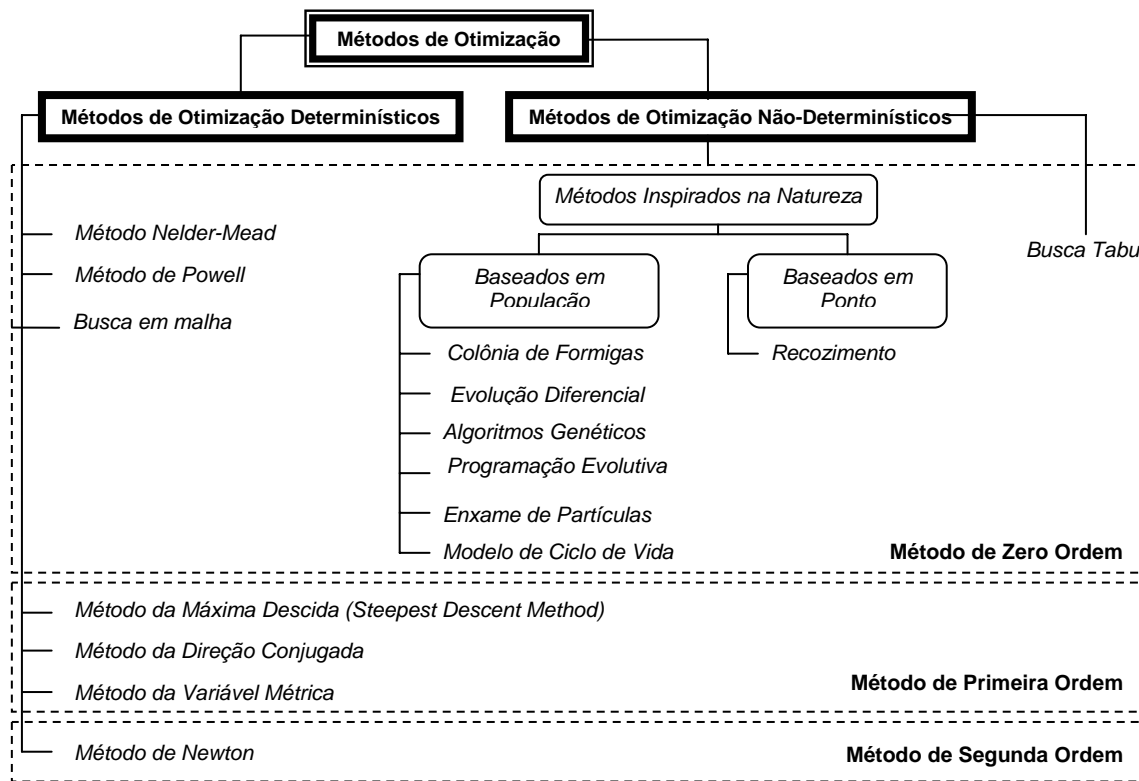 Métodos de Otimização
Métodos de Otimização Determinísticos
Métodos de Otimização Não-Determinísticos
Métodos Inspirados na Natureza
Método Nelder-Mead
Busca Tabu
Método de Powell
Baseados em
População
Baseados em
Ponto
Busca em malha
Colônia de Formigas
Recozimento
Evolução Diferencial
Algoritmos Genéticos
Programação Evolutiva
Enxame de Partículas
Modelo de Ciclo de Vida
Método de Zero Ordem
Método da Máxima Descida (Steepest Descent Method)
Método da Direção Conjugada
Método da Variável Métrica
Método de Primeira Ordem
Método de Newton
Método de Segunda Ordem